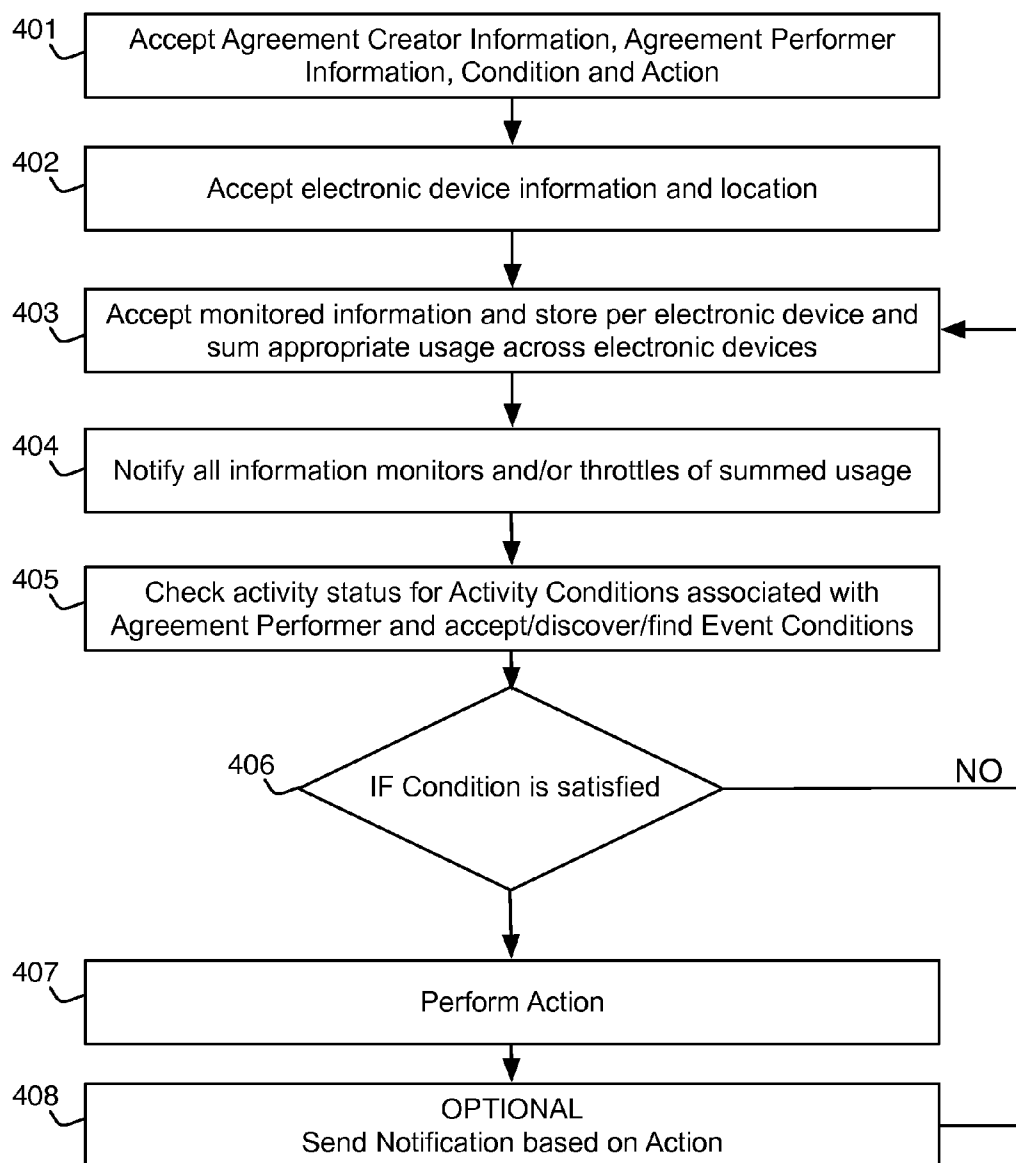 401
Accept Agreement Creator Information, Agreement Performer
Information, Condition and Action
402
Accept electronic device information and location
403
Accept monitored information and store per electronic device and
sum appropriate usage across electronic devices
404
Notify all information monitors and/or throttles of summed usage
405
Check activity status for Activity Conditions associated with
Agreement Performer and accept/discover/find Event Conditions
406
IF Condition is satisfied
NO
407
Perform Action
408
OPTIONAL
Send Notification based on Action